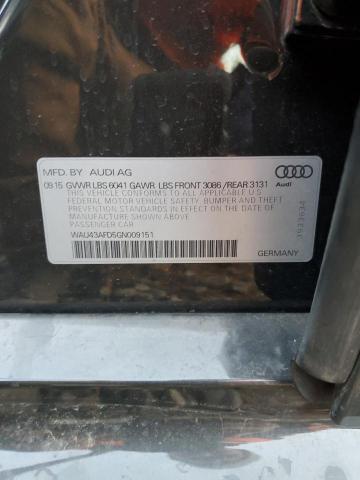 MFD. BY AUDI AG
09.15 GVWR LBS 6041 GAWR LBS FRONT 3086 /REAR 3131
THIS VEHICLE CONFORMS TO ALL APPLICABLE U.S
FEDERAL MOTOR VEHICLE SAFETY, BUMPER AND THEFT
PREVENTION STANDARDS IN EFFECT ON THE DATE OF
MANUFACTURE SHOWN ABOVE.
PASSENGER CAR
WAU43AFD5GN009151
GERMANY
Audi
3933634